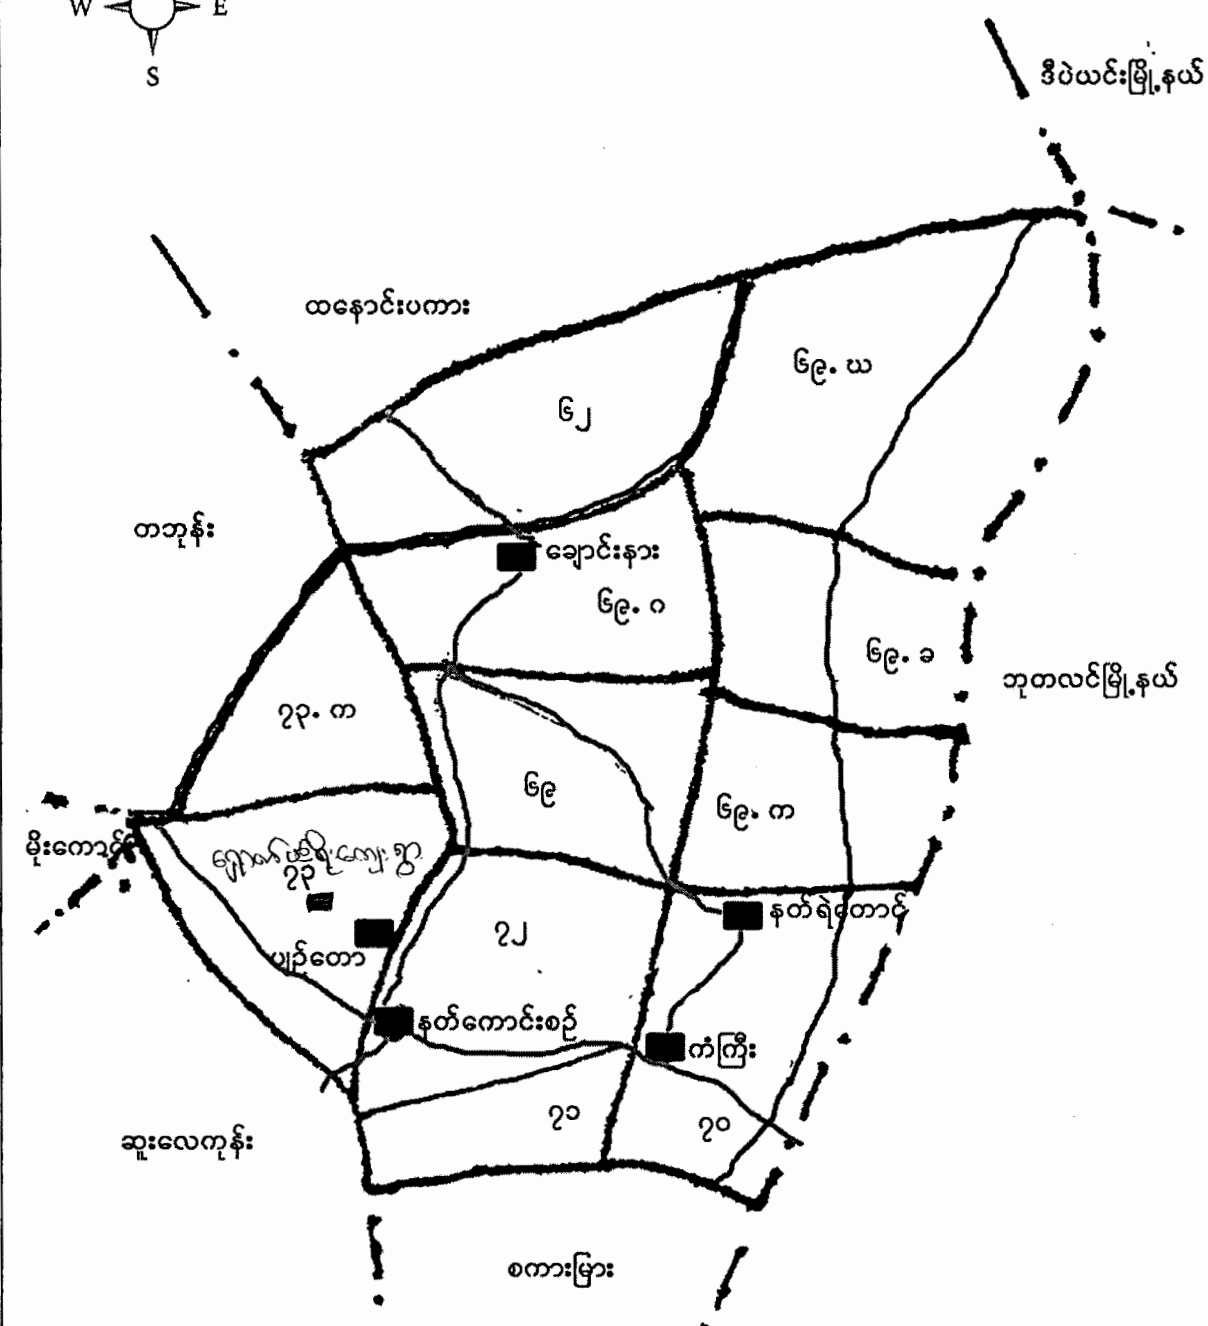 W E
S
ဒီပဲယင်းမြို့နယ်
ထနောင်းပကား
၆၉. ဃ
၆၂
တဘုန်း
ချောင်းနား
၆၉. ဂ
၆၉. ခ
ဘုတလင်မြို့နယ်
၇၃. က
၆၉
၆၉. က
မိုးကောင်
ကျေးရွာ
၇၃
နတ်ရဲတောင်
၇၂
ပျဉ်တော
နတ်ကောင်းစဉ်
ကံကြီး
၇၁
၇၀
ဆူးလေကုန်း
စကားမြား